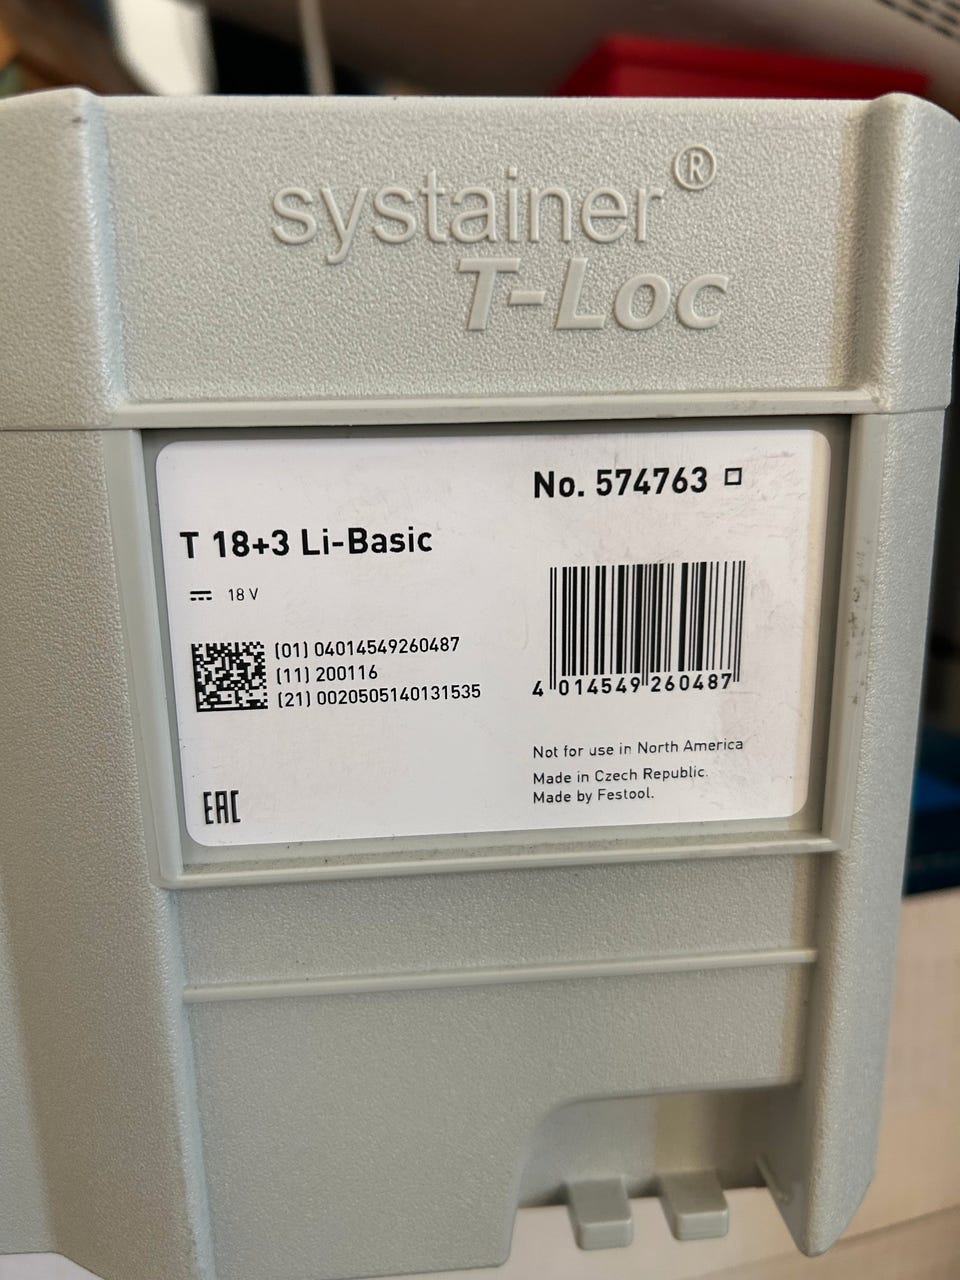 systainer®
T-Loc
No. 574763
T 18+3 Li-Basic
18 V
(01) 04014549260487
(11) 200116
(21) 0020505140131535
4 014549 260487
Not for use in North America
Made in Czech Republic.
Made by Festool.
EAC